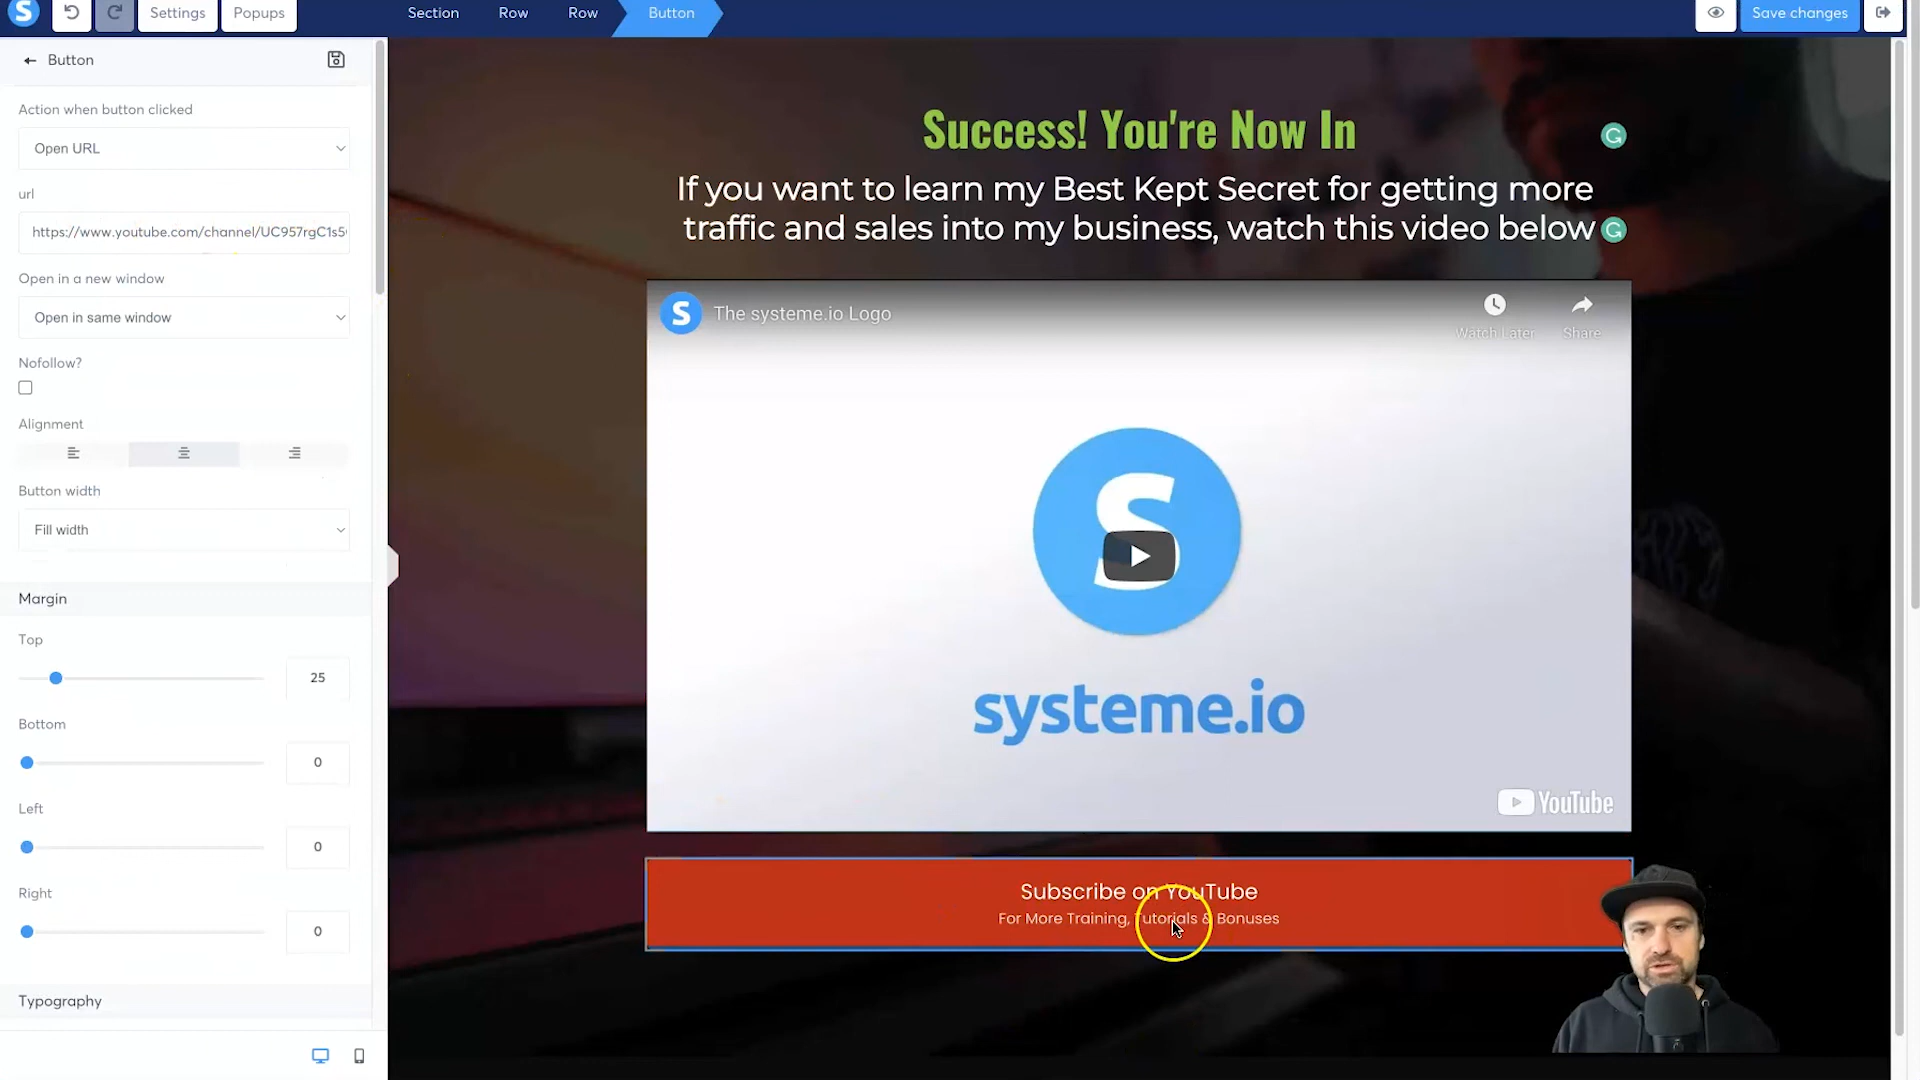 Settings
Popups
Section
Row
Row
Button
Save changes
Button
Action when button clicked
Open URL
url
https://www.youtube.com/channel/UC957rgC1s5
Open in a new window
Open in same window
Nofollow?
Alignment
Button width
Fill width
Margin
Top
25
Bottom
0
Left
0
Right
0
Typography
Success! You're Now In
If you want to learn my Best Kept Secret for getting more
traffic and sales into my business, watch this video below
S
The systeme.io Logo
Watch Later
Share
S
systeme.io
YouTube
Subscribe on YouTube
For More Training, Tutorials & Bonuses